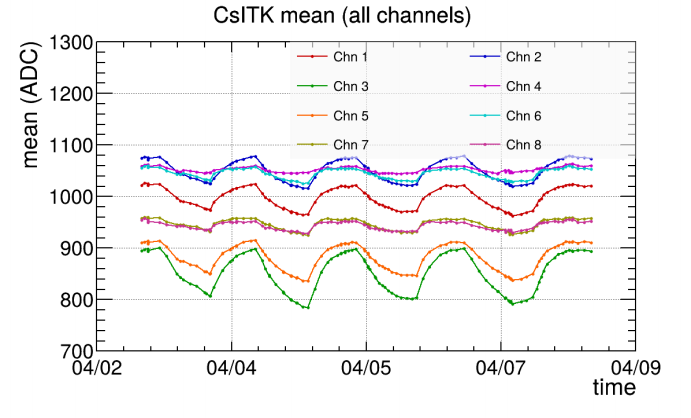 CsITK mean (all channels)
mean (ADC)
1300
1200
1100
1000
900
800
700
Chn 1
Chn 2
Chn 3
Chn 4
Chn 5
Chn 6
Chn 7
Chn 8
04/02
04/04
04/05
04/07
04/09
time